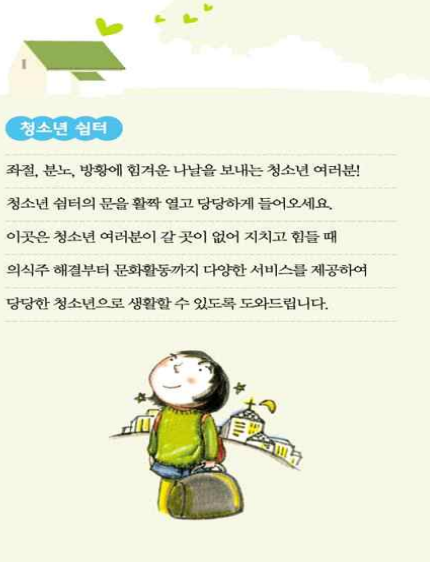 청소년 쉼터
좌절, 분노, 방황에 힘겨운 나날을 보내는 청소년 여러분!
청소년 쉼터의 문을 활짝 열고 당당하게 들어오세요.
이곳은 청소년 여러분이 갈 곳이 없어 지치고 힘들 때
의식주 해결부터 문화활동까지 다양한 서비스를 제공하여
당당한 청소년으로 생활할 수 있도록 도와드립니다.